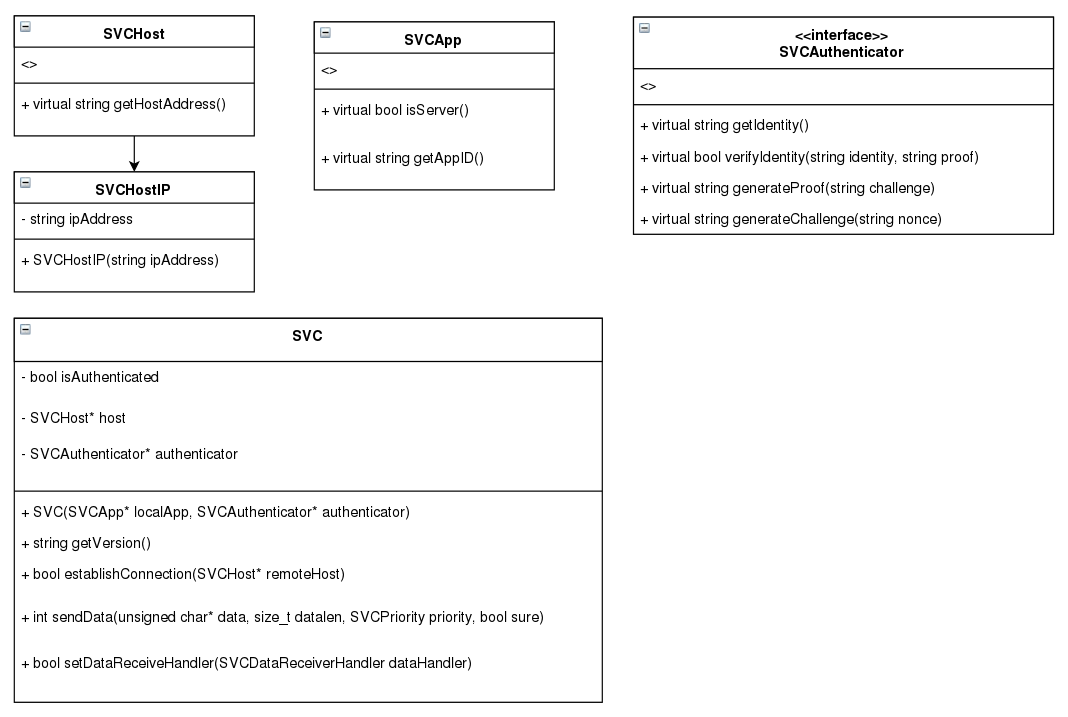 SVCHost
<>
+ virtual string getHostAddress()
SVCHostIP
- string ipAddress
+ SVCHostIP(string ipAddress)
SVCApp
<>
+ virtual bool isServer()
+ virtual string getAppID()
<<interface>>
SVCAuthenticator
<>
+ virtual string getIdentity()
+ virtual bool verifyIdentity(string identity, string proof)
+ virtual string generateProof(string challenge)
+ virtual string generateChallenge(string nonce)
SVC
- bool isAuthenticated
- SVCHost* host
- SVCAuthenticator* authenticator
+ SVC(SVCApp* localApp, SVCAuthenticator* authenticator)
+ string getVersion()
+ bool establishConnection(SVCHost* remoteHost)
+ int sendData(unsigned char* data, size_t datalen, SVCPriority priority, bool sure)
+ bool setDataReceiveHandler(SVCDataReceiverHandler dataHandler)